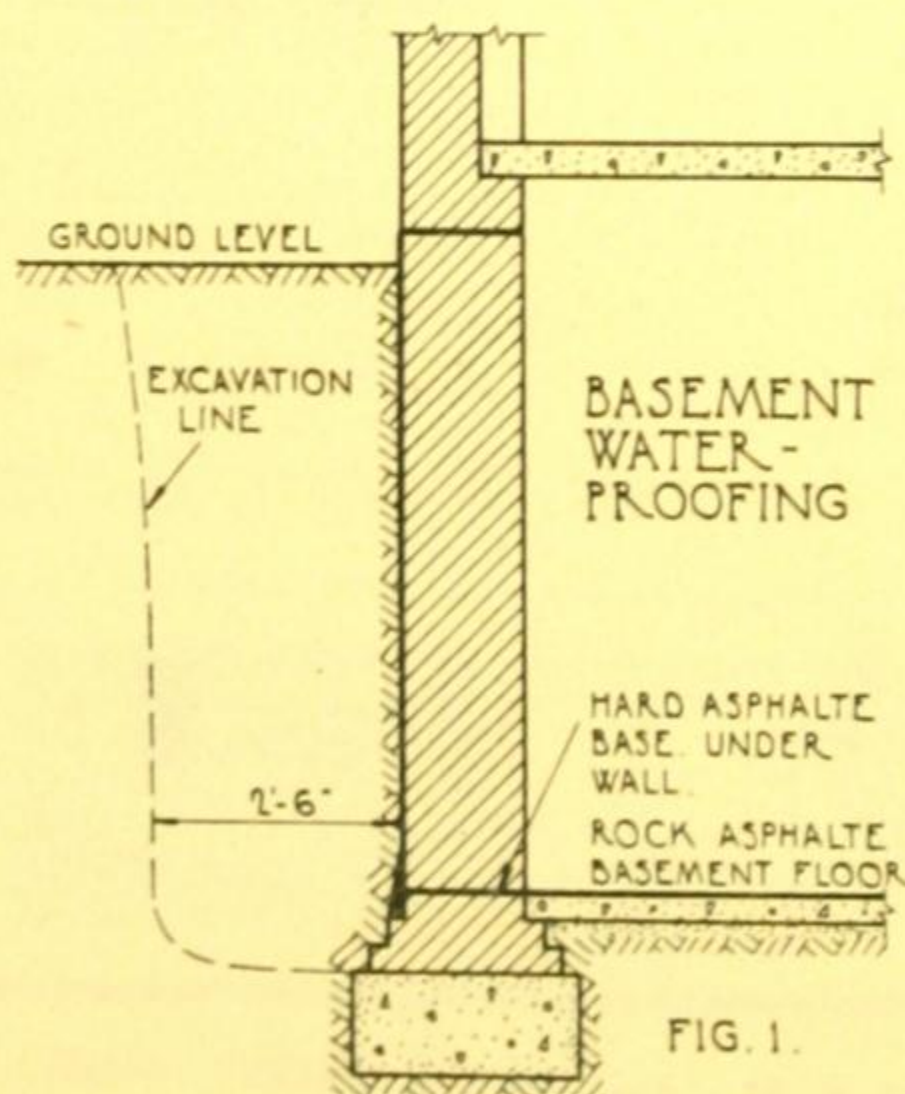 GROUND LEVEL
EXCAVATION
LINE
BASEMENT
WATER-
PROOFING
2'-6"
HARD ASPHALTE
BASE. UNDER
WALL.
ROCK ASPHALTE
BASEMENT FLOOR
FIG. 1.